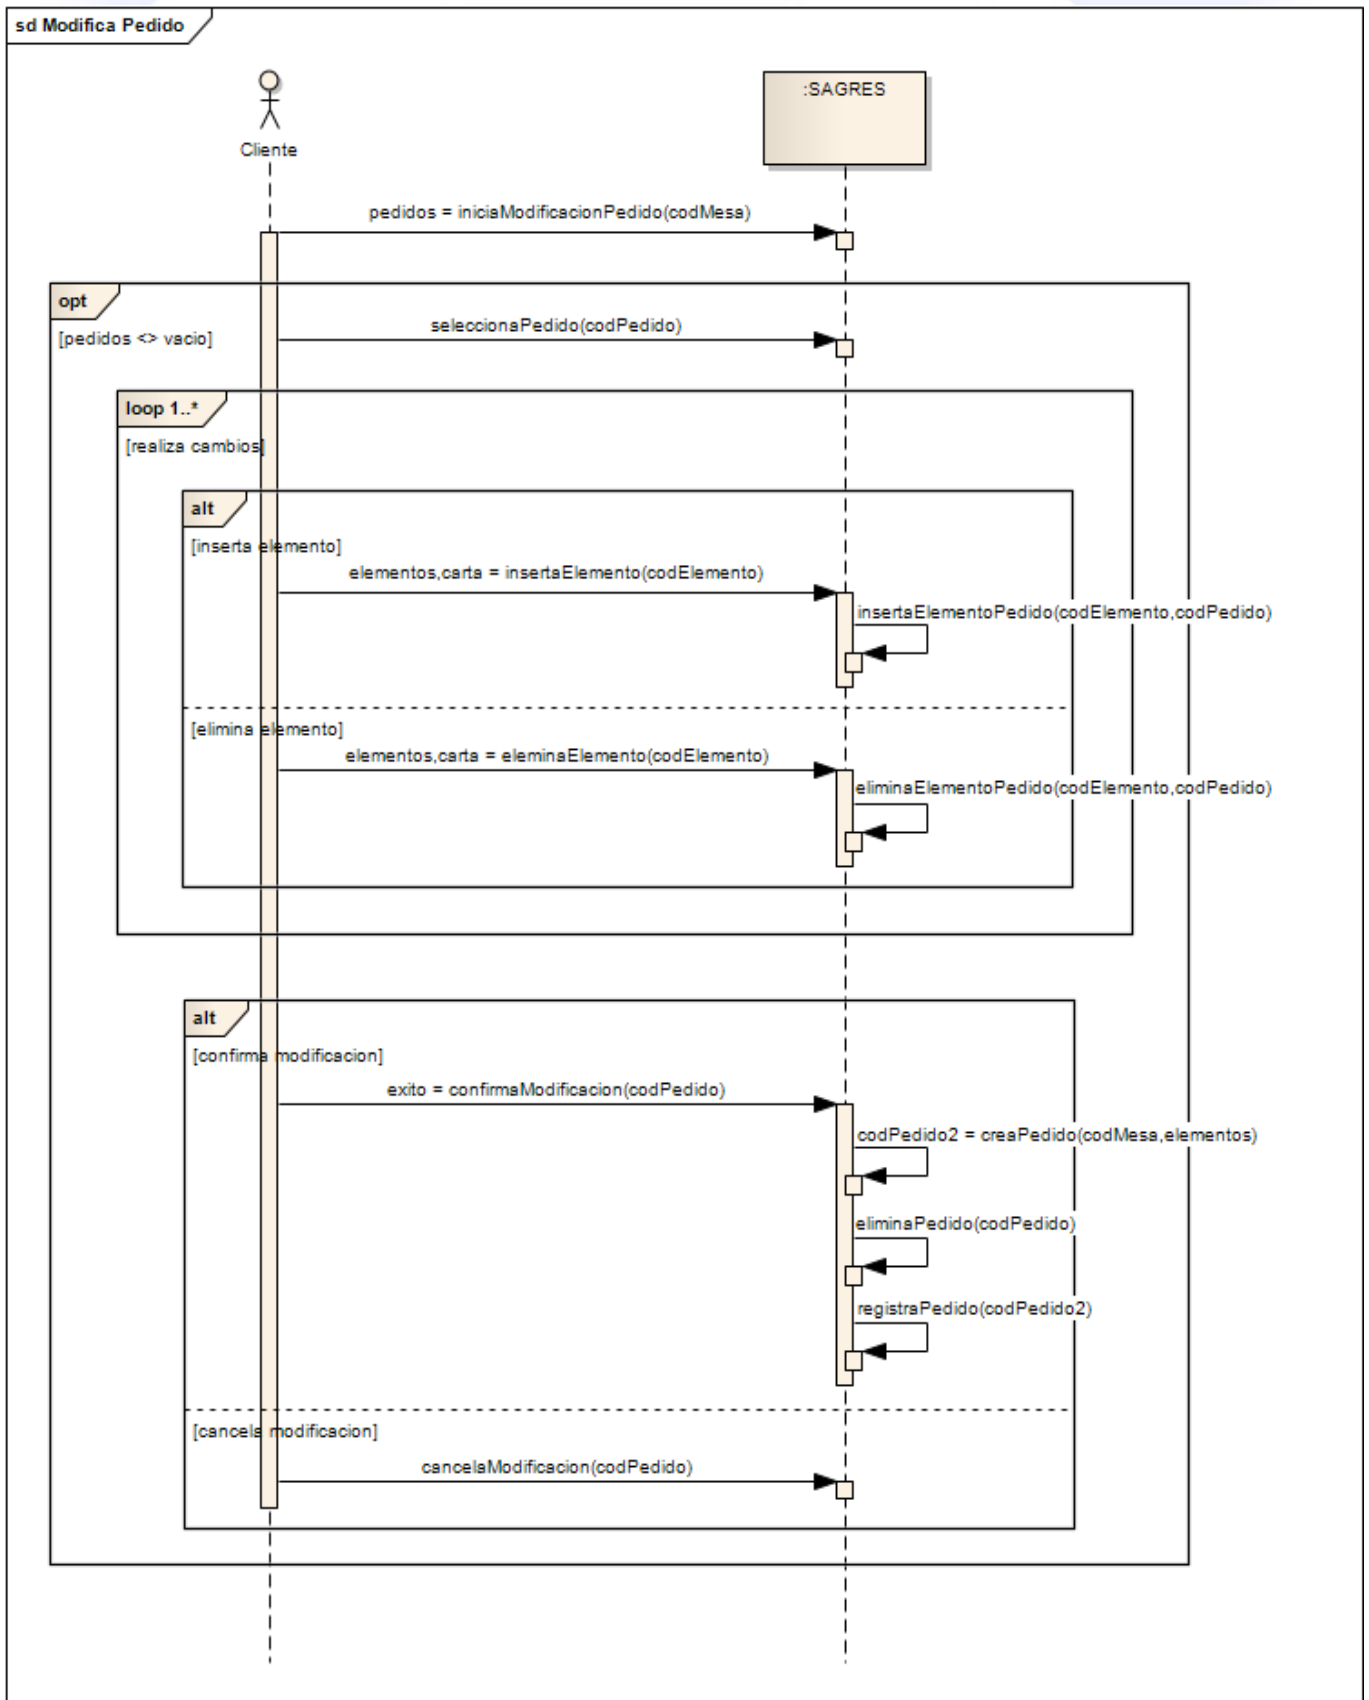 sd Modifica Pedido
:SAGRES
Cliente
pedidos = iniciaModificacionPedido(codMesa)
opt
[pedidos <> vacio]
seleccionaPedido(codPedido)
loop 1..*
[realiza cambios]
alt
[inserta elemento]
elementos,carta = insertaElemento(codElemento)
insertaElementoPedido(codElemento,codPedido)
[elimina elemento]
elementos,carta = eleminaElemento(codElemento)
eliminaElementoPedido(codElemento,codPedido)
alt
[confirma modificacion]
exito = confirmaModificacion(codPedido)
codPedido2 = creaPedido(codMesa,elementos)
eliminaPedido(codPedido)
registraPedido(codPedido2)
[cancela modificacion]
cancelaModificacion(codPedido)